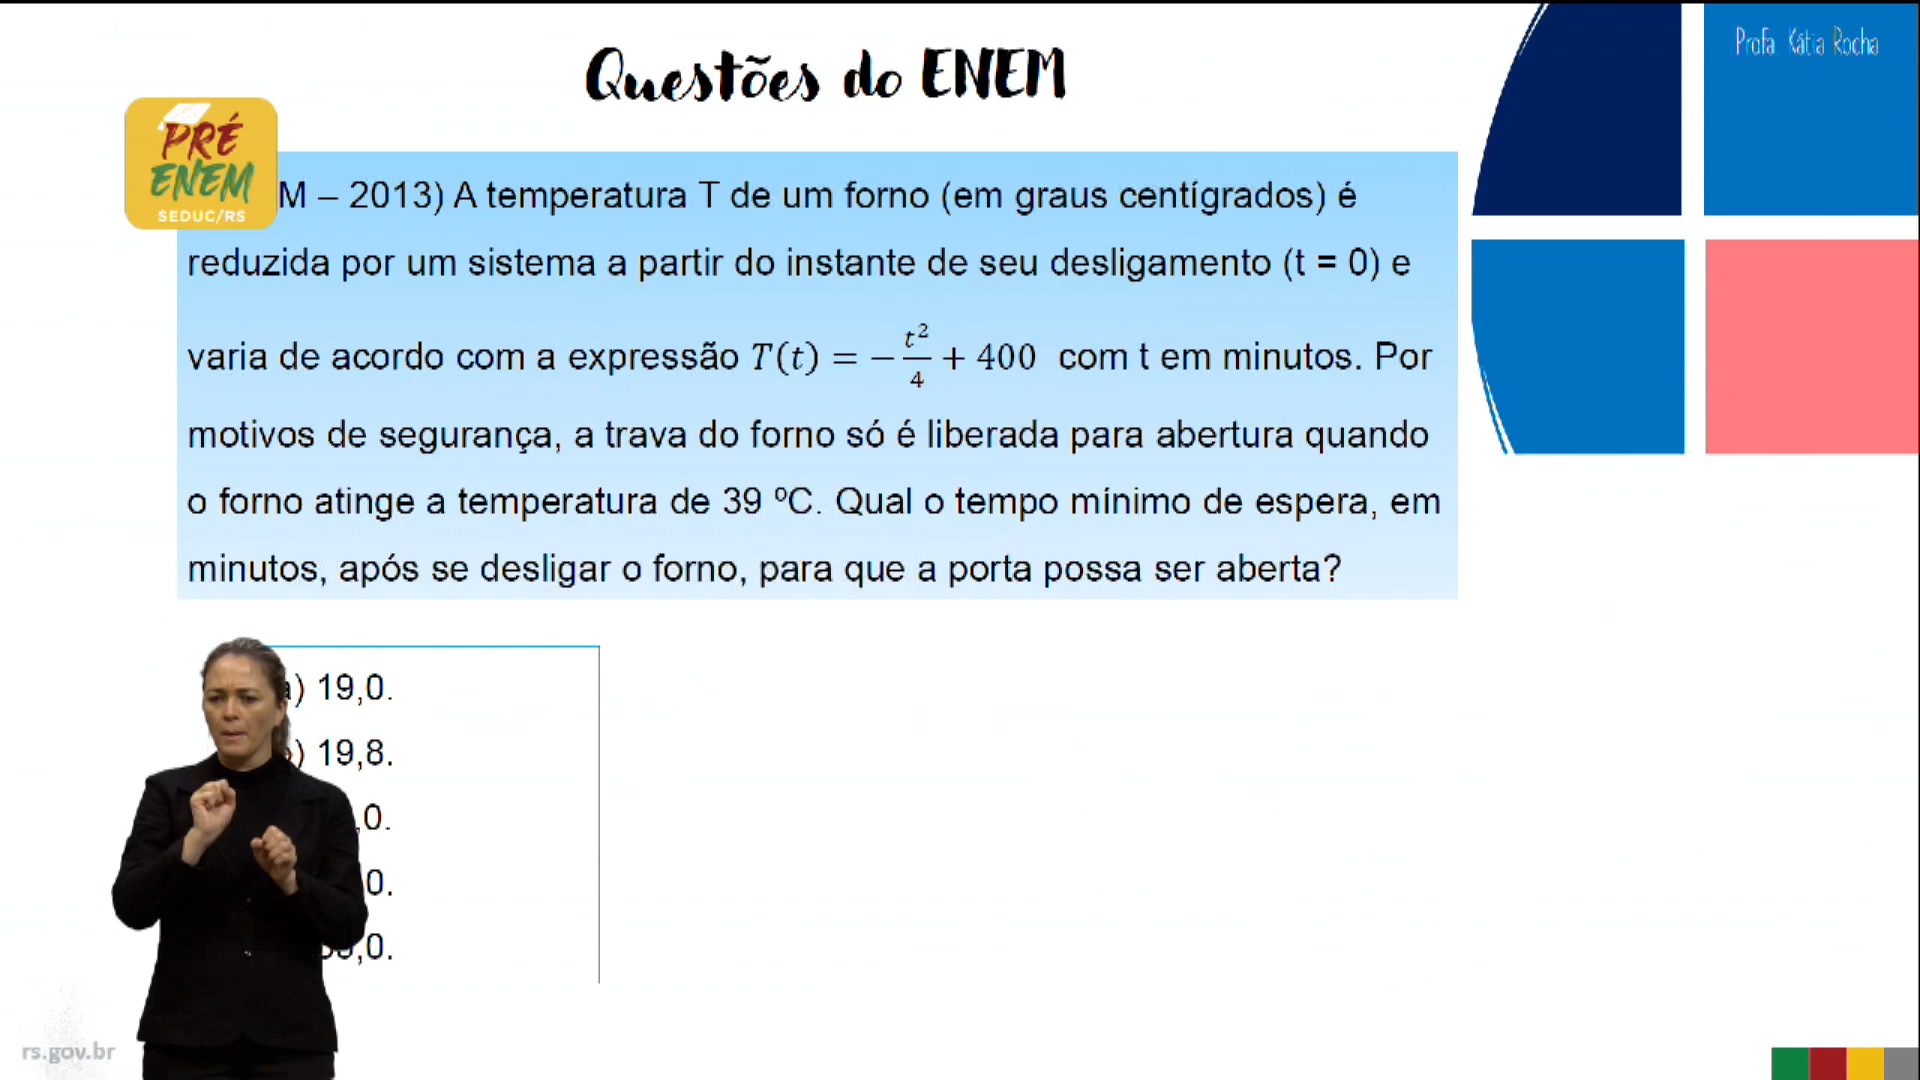 Profa Kátia Rocha
Questões do ENEM
PRÉ
ENEM
SEDUC/RS
M – 2013) A temperatura T de um forno (em graus centígrados) é
reduzida por um sistema a partir do instante de seu desligamento (t = 0) e
varia de acordo com a expressão T(t) = −t²/4 + 400 com t em minutos. Por
motivos de segurança, a trava do forno só é liberada para abertura quando
o forno atinge a temperatura de 39 ºC. Qual o tempo mínimo de espera, em
minutos, após se desligar o forno, para que a porta possa ser aberta?
) 19,0.
) 19,8.
,0.
0.
,0.
rs.gov.br